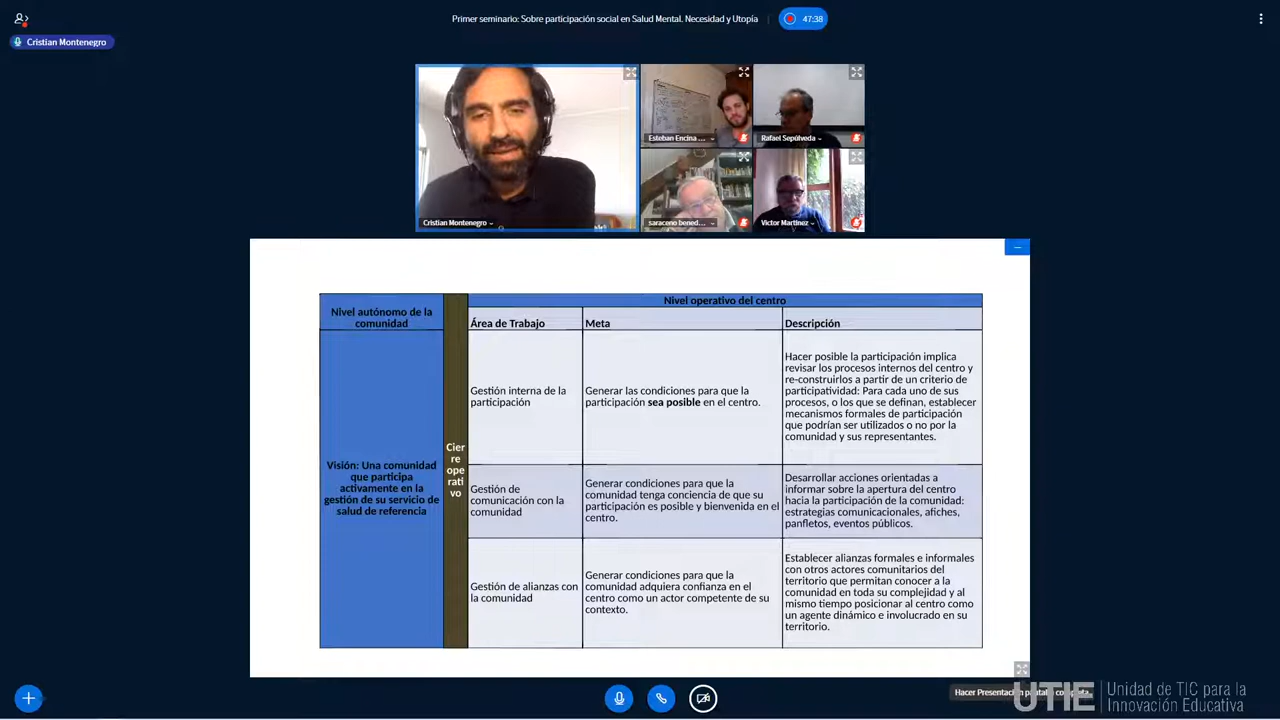 Primer seminario: Sobre participación social en Salud Mental. Necesidad y Utopía
47:38
Cristian Montenegro
Cristian Montenegro
Esteban Encina ...
Rafael Sepúlveda
saraceno bened...
Victor Martínez
Nivel autónomo de la
comunidad
Nivel operativo del centro
Área de Trabajo
Meta
Descripción
Visión: Una comunidad
que participa
activamente en la
gestión de su servicio de
salud de referencia
Cier
re
ope
rati
vo
Gestión interna de la
participación
Generar las condiciones para que la
participación sea posible en el centro.
Hacer posible la participación implica
revisar los procesos internos del centro y
re-construirlos a partir de un criterio de
participatividad: Para cada uno de sus
procesos, o los que se definan, establecer
mecanismos formales de participación
que podrían ser utilizados o no por la
comunidad y sus representantes.
Gestión de
comunicación con la
comunidad
Generar condiciones para que la
comunidad tenga conciencia de que su
participación es posible y bienvenida en el
centro.
Desarrollar acciones orientadas a
informar sobre la apertura del centro
hacia la participación de la comunidad:
estrategias comunicacionales, afiches,
panfletos, eventos públicos.
Gestión de alianzas con
la comunidad
Generar condiciones para que la
comunidad adquiera confianza en el
centro como un actor competente de su
contexto.
Establecer alianzas formales e informales
con otros actores comunitarios del
territorio que permitan conocer a la
comunidad en toda su complejidad y al
mismo tiempo posicionar al centro como
un agente dinámico e involucrado en su
territorio.
Hacer Presentación pantalla completa
UTIE
Unidad de TIC para la
Innovación Educativa